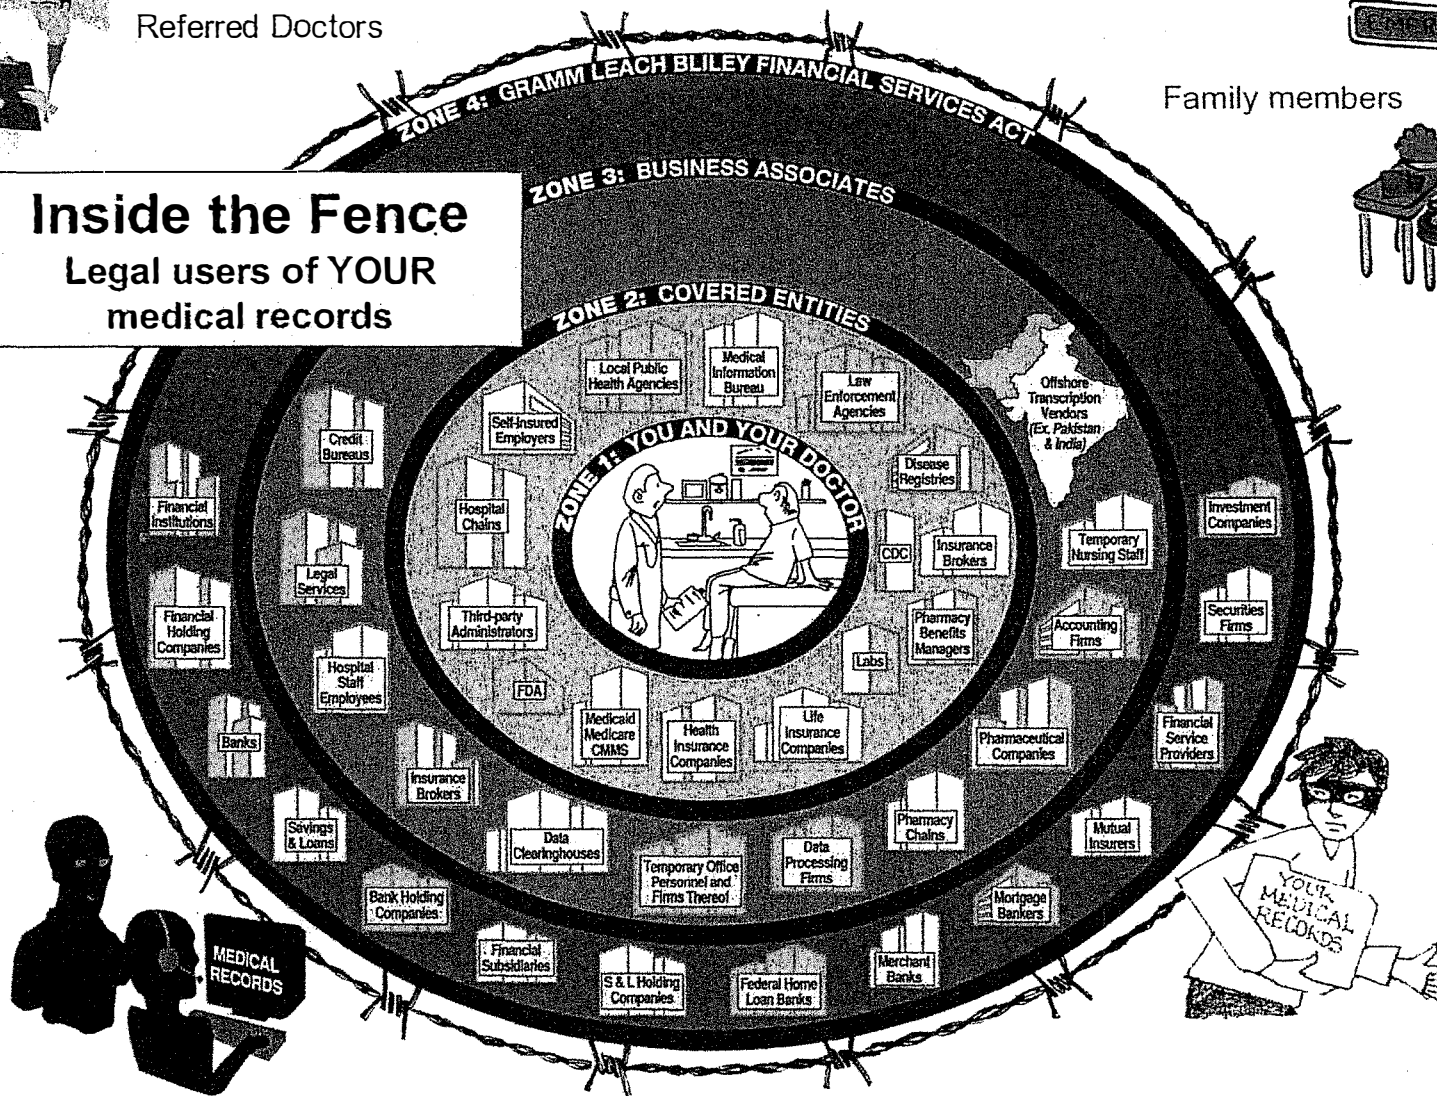 Referred Doctors
Family members
Inside the Fence
Legal users of YOUR
medical records
ZONE 4: GRAMM LEACH BLILEY FINANCIAL SERVICES ACT
ZONE 3: BUSINESS ASSOCIATES
ZONE 2: COVERED ENTITIES
ZONE 1: YOU AND YOUR DOCTOR
Local Public
Health Agencies
Medical
Information
Bureau
Law
Enforcement
Agencies
Self-Insured
Employers
Disease
Registries
Hospital
Chains
CDC
Insurance
Brokers
Third-party
Administrators
Pharmacy
Benefits
Managers
Labs
FDA
Medicaid
Medicare
CMMS
Health
Insurance
Companies
Life
Insurance
Companies
Offshore
Transcription
Vendors
(Ex. Pakistan
& India)
Credit
Bureaus
Legal
Services
Temporary
Nursing Staff
Accounting
Firms
Hospital
Staff
Employees
Pharmaceutical
Companies
Insurance
Brokers
Data
Clearinghouses
Temporary Office
Personnel and
Firms Thereof
Data
Processing
Firms
Pharmacy
Chains
Financial
Institutions
Investment
Companies
Financial
Holding
Companies
Securities
Firms
Banks
Financial
Service
Providers
Savings
& Loans
Mutual
Insurers
Bank Holding
Companies
Mortgage
Bankers
Financial
Subsidiaries
S & L Holding
Companies
Federal Home
Loan Banks
Merchant
Banks
MEDICAL
RECORDS
YOUR
MEDICAL
RECORDS